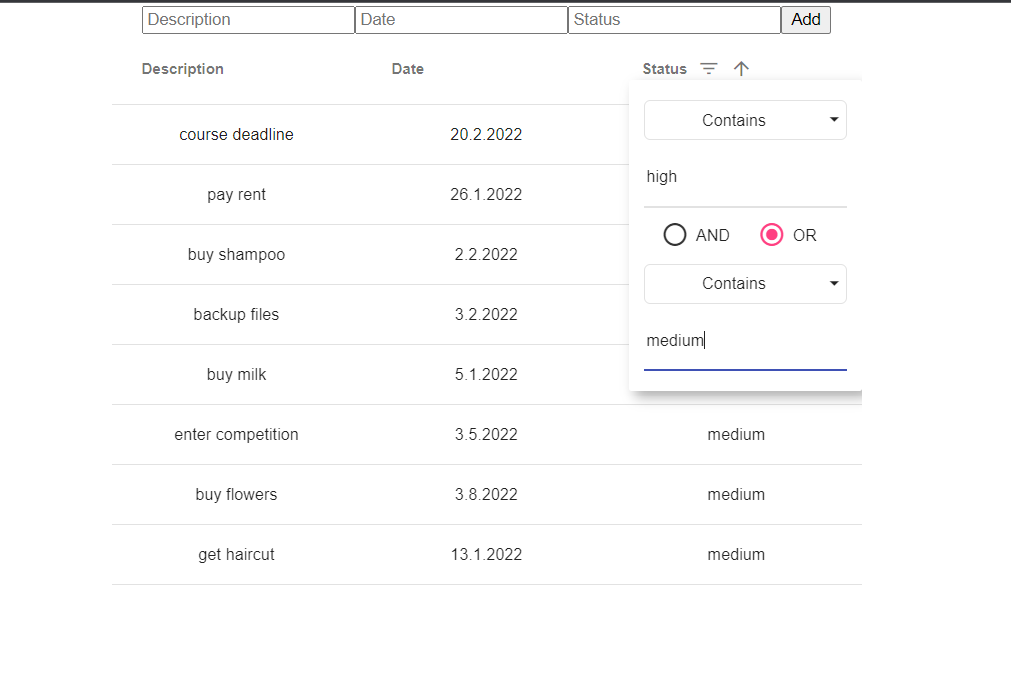 Description Date Status Add
Description Date Status
Contains
course deadline 20.2.2022
high
pay rent 26.1.2022
AND OR
buy shampoo 2.2.2022
Contains
backup files 3.2.2022
medium
buy milk 5.1.2022
enter competition 3.5.2022 medium
buy flowers 3.8.2022 medium
get haircut 13.1.2022 medium